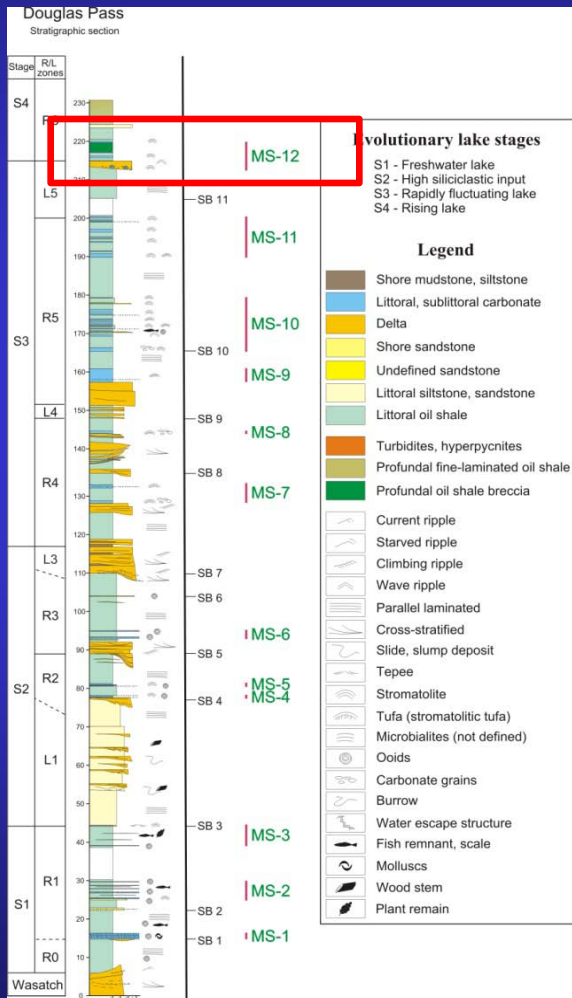 Douglas Pass
Stratigraphic section
Stage
R/L
zones
S4
S3
S2
S1
L5
R5
L4
R4
L3
R3
R2
L1
R1
R0
Wasatch
230
220
200
190
180
170
160
150
140
130
120
110
100
90
80
70
60
50
40
30
20
10
0
SB 11
SB 10
SB 9
SB 8
SB 7
SB 6
SB 5
SB 4
SB 3
SB 2
SB 1
MS-12
MS-11
MS-10
MS-9
MS-8
MS-7
MS-6
MS-5
MS-4
MS-3
MS-2
MS-1
Evolutionary lake stages
S1 - Freshwater lake
S2 - High siliciclastic input
S3 - Rapidly fluctuating lake
S4 - Rising lake
Legend
Shore mudstone, siltstone
Littoral, sublittoral carbonate
Delta
Shore sandstone
Undefined sandstone
Littoral siltstone, sandstone
Littoral oil shale
Turbidites, hyperpycnites
Profundal fine-laminated oil shale
Profundal oil shale breccia
Current ripple
Starved ripple
Climbing ripple
Wave ripple
Parallel laminated
Cross-stratified
Slide, slump deposit
Tepee
Stromatolite
Tufa (stromatolitic tufa)
Microbialites (not defined)
Ooids
Carbonate grains
Burrow
Water escape structure
Fish remnant, scale
Molluscs
Wood stem
Plant remain